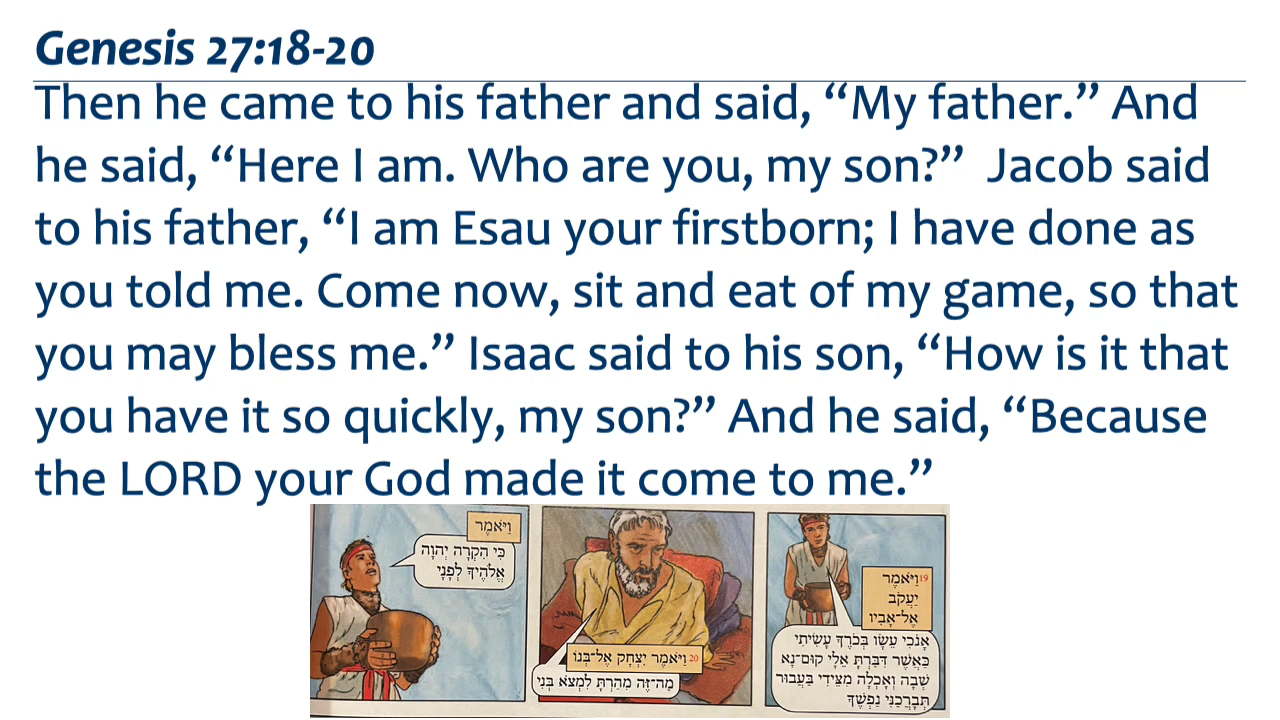 Genesis 27:18-20
Then he came to his father and said, “My father.” And
he said, “Here I am. Who are you, my son?”  Jacob said
to his father, “I am Esau your firstborn; I have done as
you told me. Come now, sit and eat of my game, so that
you may bless me.” Isaac said to his son, “How is it that
you have it so quickly, my son?” And he said, “Because
the LORD your God made it come to me.”
19 וַיֹּאמֶר
יַעֲקֹב
אֶל־אָבִיו
אָנֹכִי עֵשָׂו בְּכֹרֶךָ עָשִׂיתִי
כַּאֲשֶׁר דִּבַּרְתָּ אֵלָי קוּם־נָא
שְׁבָה וְאָכְלָה מִצֵּידִי בַּעֲבוּר
תְּבָרֲכַנִּי נַפְשֶׁךָ
20 וַיֹּאמֶר יִצְחָק אֶל־בְּנוֹ
מַה־זֶּה מִהַרְתָּ לִמְצֹא בְּנִי
וַיֹּאמֶר
כִּי הִקְרָה יְהוָה
אֱלֹהֶיךָ לְפָנָי